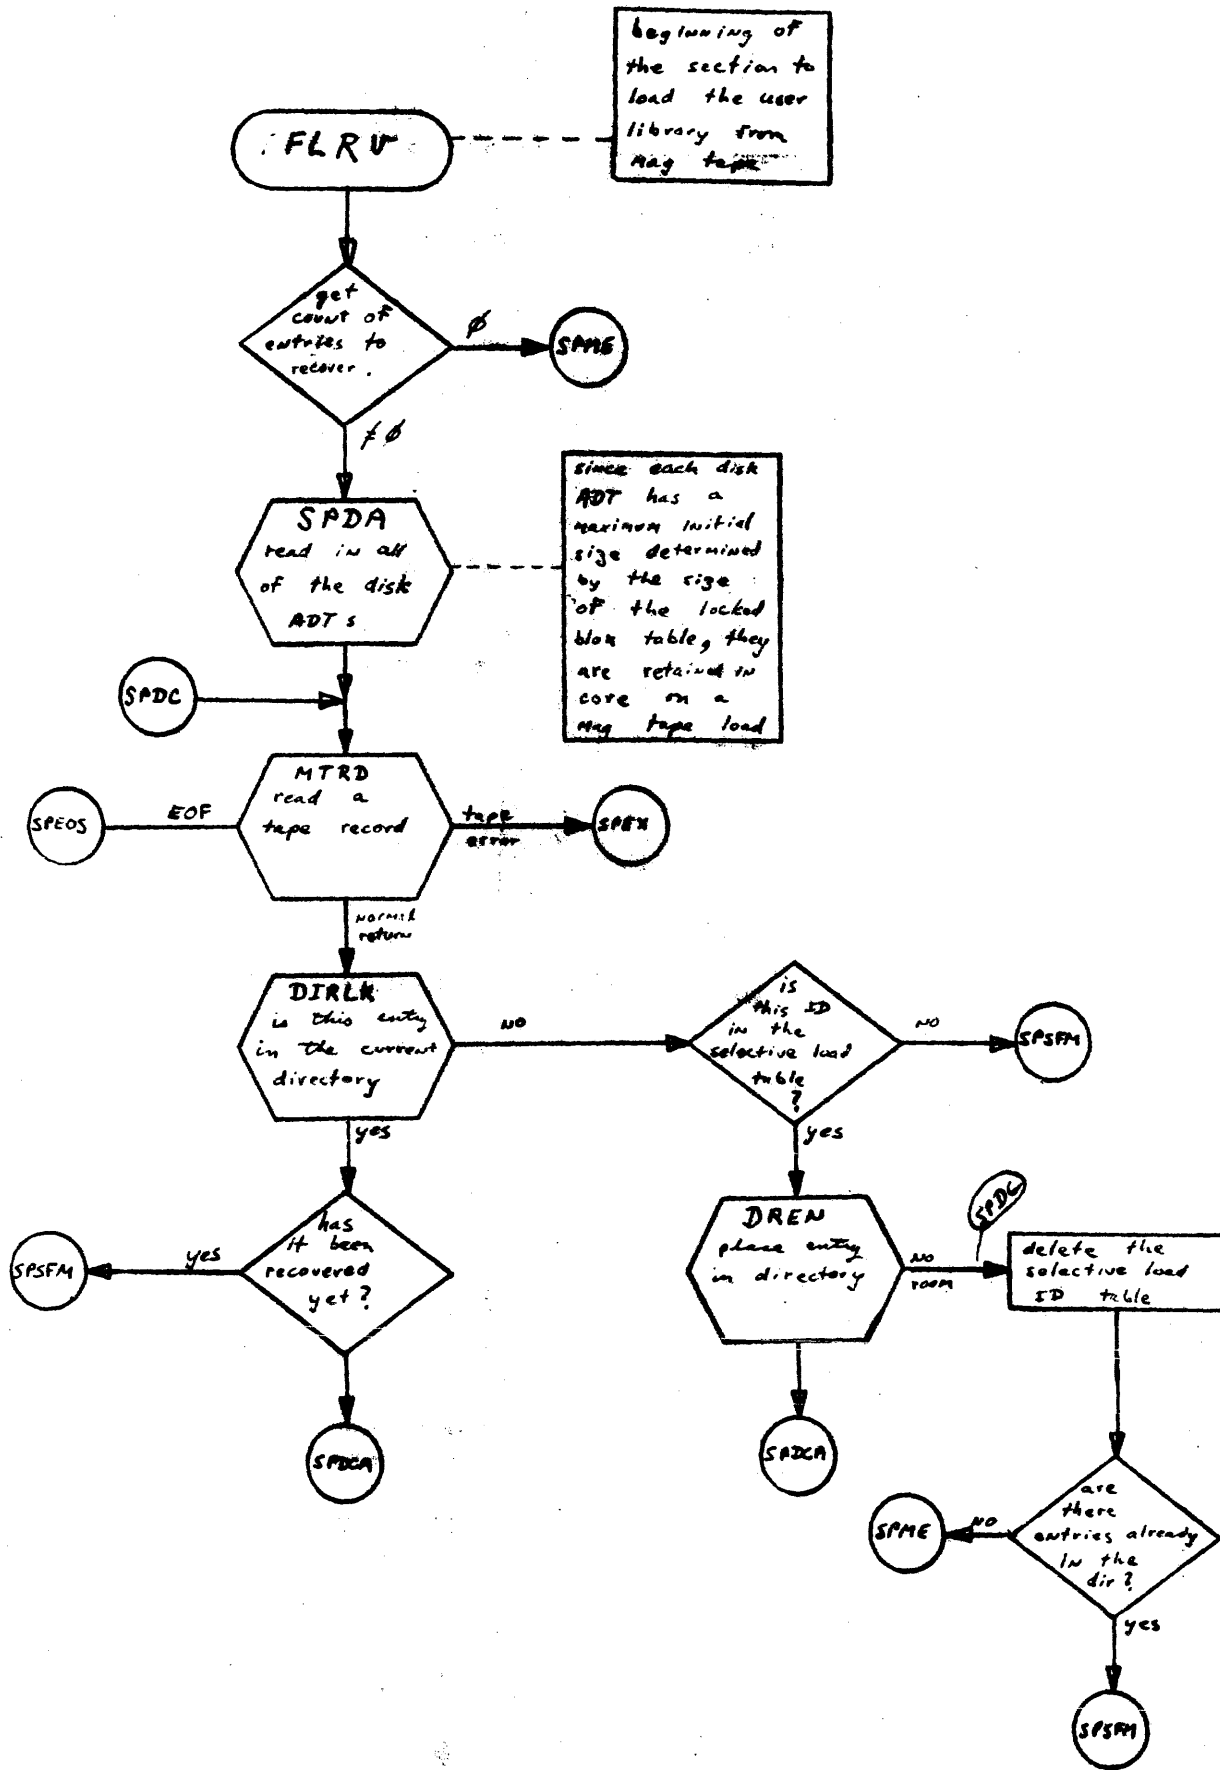 beginning of
the section to
load the user
library from
mag tape
FLRV
get
count of
entries to
recover.
Ø
SPME
≠ Ø
SPDA
read in all
of the disk
ADT s
since each disk
ADT has a
maximum initial
size determined
by the size
of the locked
blok table, they
are retained in
core on a
mag tape load
SPDC
MTRD
read a
tape record
SPEOS
EOF
tape
error
SPEX
normal
return
DIRLK
is this entry
in the current
directory
NO
is
this ID
in the
selective load
table
?
NO
SPSFM
yes
yes
has
it been
recovered
yet?
yes
SPSFM
SPDCA
DREN
place entry
in directory
NO
room
SPDC
delete the
selective load
ID table
SPDCA
are
there
entries already
in the
dir?
NO
SPME
yes
SPSFM